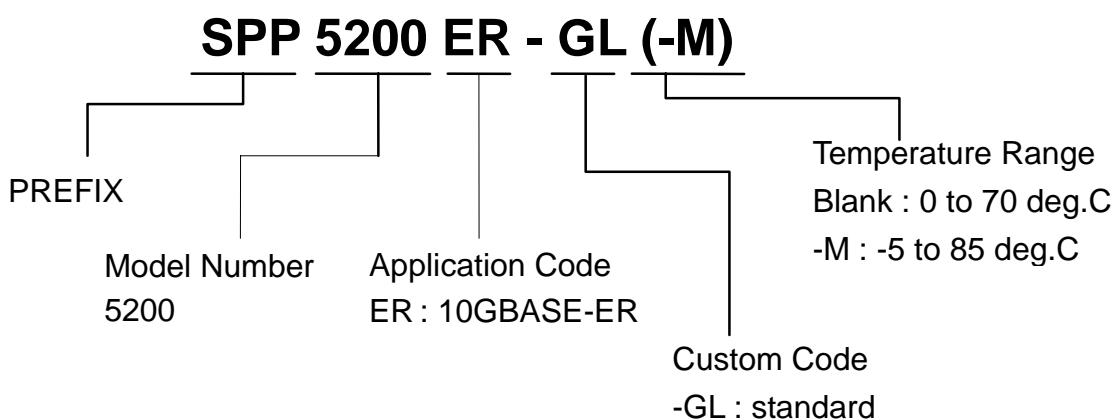 SPP 5200 ER - GL (-M)
PREFIX
Model Number
5200
Application Code
ER : 10GBASE-ER
Custom Code
-GL : standard
Temperature Range
Blank : 0 to 70 deg.C
-M : -5 to 85 deg.C